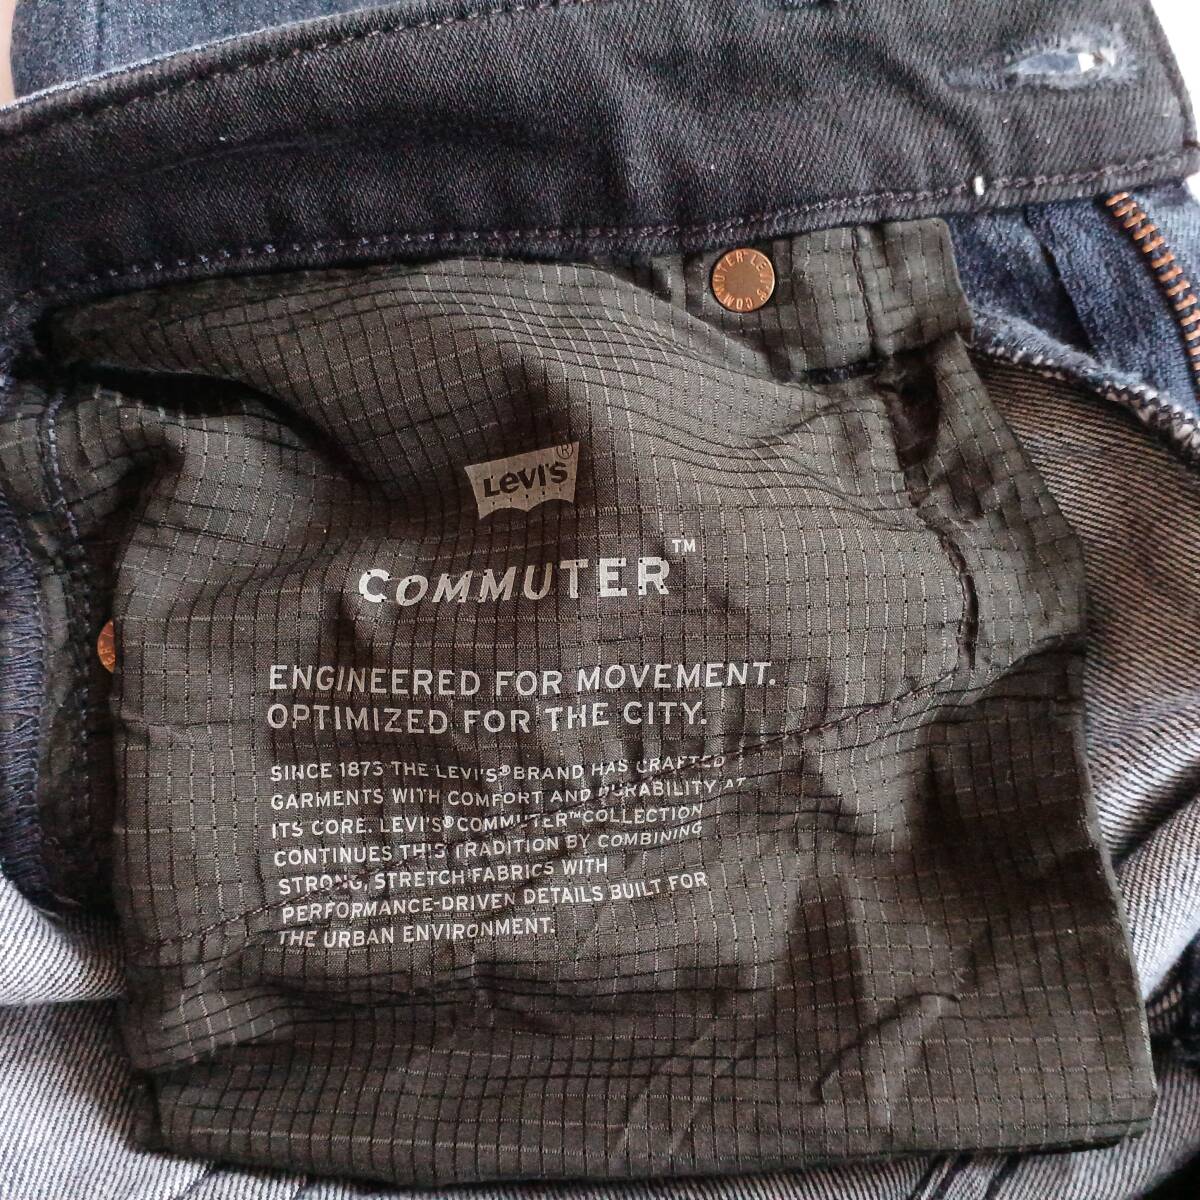 COMMUTER LEVI'S
LEVI'S®
COMMUTER™
ENGINEERED FOR MOVEMENT.
OPTIMIZED FOR THE CITY.
SINCE 1873 THE LEVI'S® BRAND HAS CRAFTED
GARMENTS WITH COMFORT AND DURABILITY AT
ITS CORE. LEVI'S® COMMUTER™ COLLECTION
CONTINUES THIS TRADITION BY COMBINING
STRONG, STRETCH FABRICS WITH
PERFORMANCE-DRIVEN DETAILS BUILT FOR
THE URBAN ENVIRONMENT.